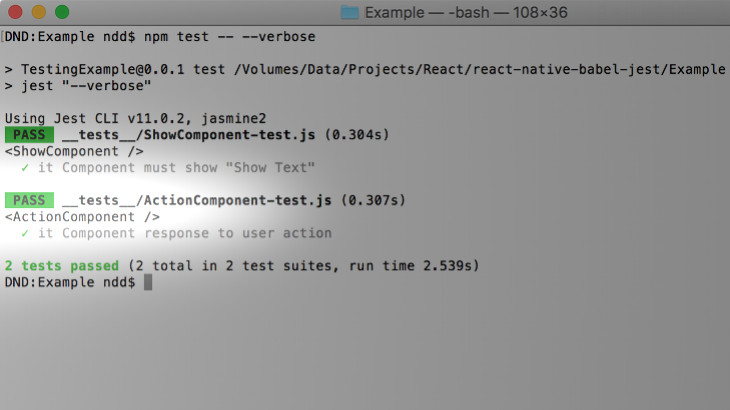 Example — -bash — 108×36
[DND:Example ndd$ npm test -- --verbose
> TestingExample@0.0.1 test /Volumes/Data/Projects/React/react-native-babel-jest/Example
> jest "--verbose"
Using Jest CLI v11.0.2, jasmine2
PASS __tests__/ShowComponent-test.js (0.304s)
<ShowComponent />
✓ it Component must show "Show Text"
PASS __tests__/ActionComponent-test.js (0.307s)
<ActionComponent />
✓ it Component response to user action
2 tests passed (2 total in 2 test suites, run time 2.539s)
DND:Example ndd$